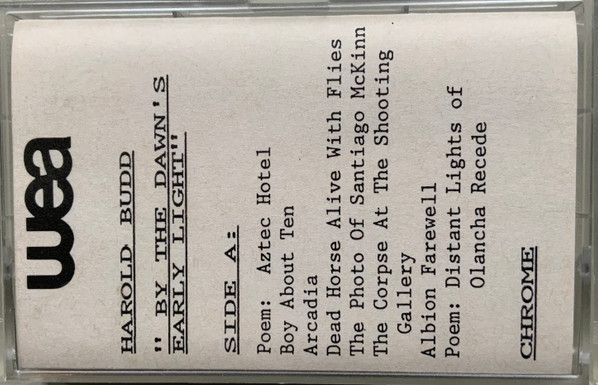 wea
HAROLD BUDD
" BY THE DAWN'S
EARLY LIGHT"
SIDE A:
Poem: Aztec Hotel
Boy About Ten
Arcadia
Dead Horse Alive With Flies
The Photo Of Santiago McKinn
The Corpse At The Shooting
Gallery
Albion Farewell
Poem: Distant Lights of
Olancha Recede
CHROME